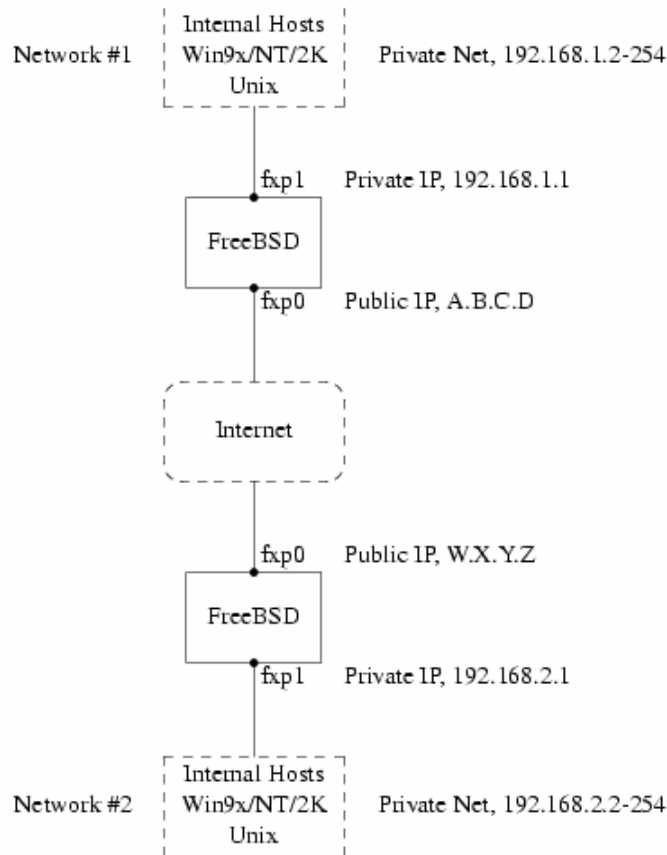 Internal Hosts
Network #1 Win9x/NT/2K Private Net, 192.168.1.2-254
Unix
fxp1 Private IP, 192.168.1.1
FreeBSD
fxp0 Public IP, A.B.C.D
Internet
fxp0 Public IP, W.X.Y.Z
FreeBSD
fxp1 Private IP, 192.168.2.1
Internal Hosts
Network #2 Win9x/NT/2K Private Net, 192.168.2.2-254
Unix